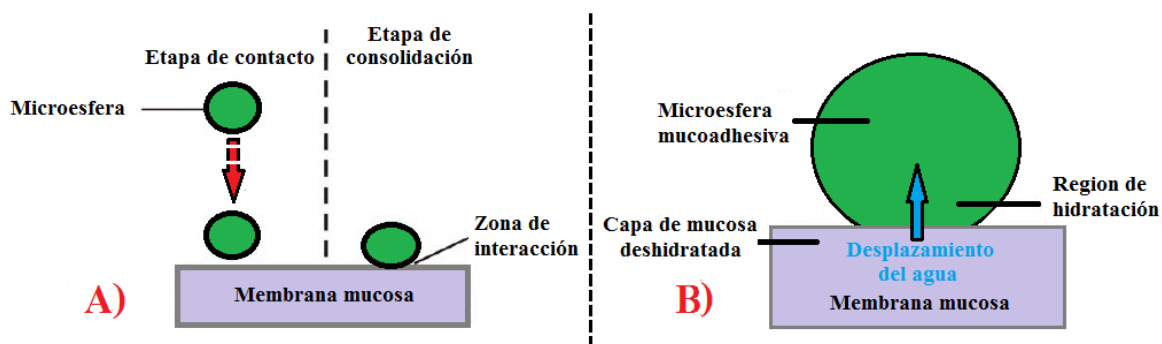 Etapa de contacto
Etapa de
consolidación
Microesfera
Zona de
interacción
Membrana mucosa
A)
Microesfera
mucoadhesiva
Region de
hidratación
Capa de mucosa
deshidratada
Desplazamiento
del agua
Membrana mucosa
B)